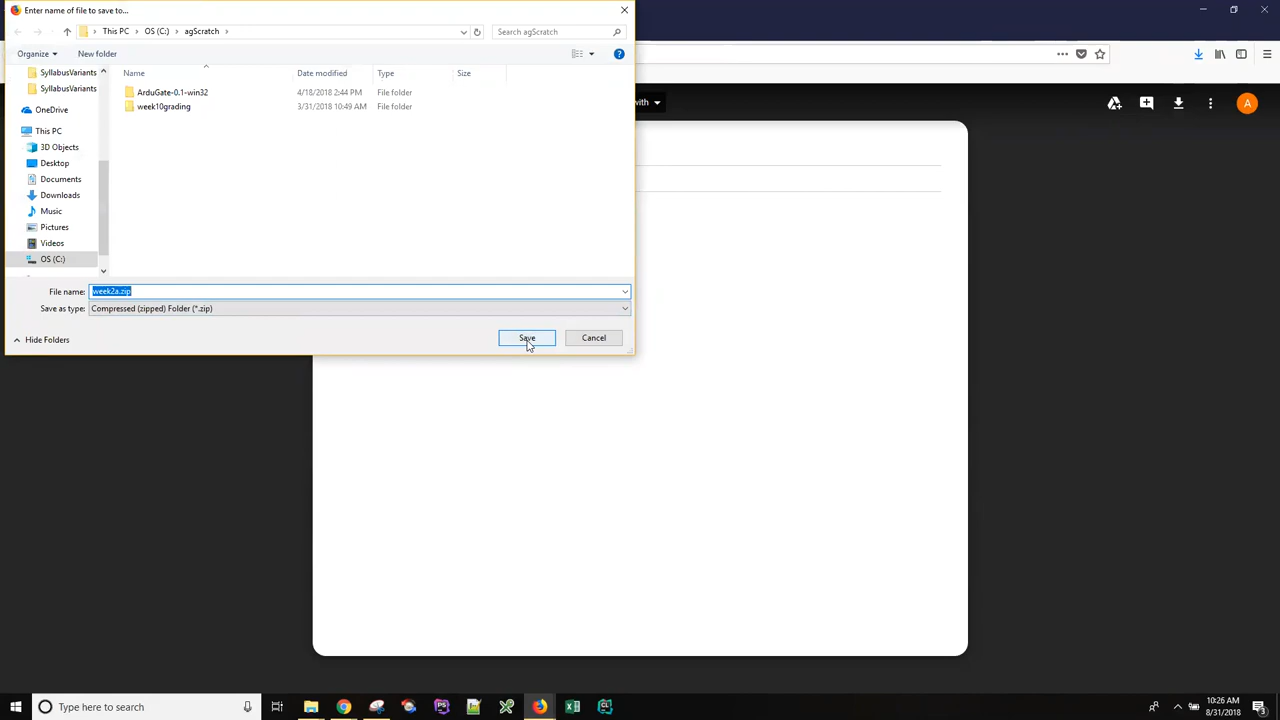 Enter name of file to save to...
This PC > OS (C:) > agScratch >
Search agScratch
Organize
New folder
Name Date modified Type Size
SyllabusVariants
SyllabusVariants
OneDrive
This PC
3D Objects
Desktop
Documents
Downloads
Music
Pictures
Videos
OS (C:)
ArduGate-0.1-win32 4/18/2018 2:44 PM File folder
week10grading 3/31/2018 10:49 AM File folder
File name: week2a.zip
Save as type: Compressed (zipped) Folder (*.zip)
Hide Folders
Save
Cancel
with
A
Type here to search
10:26 AM
8/31/2018